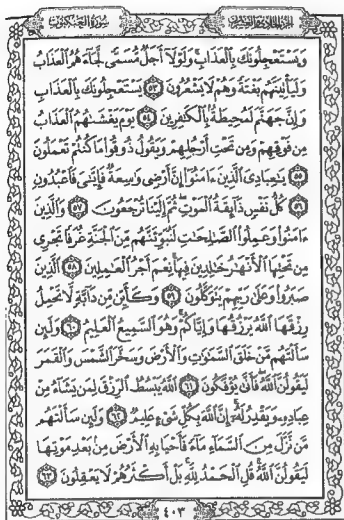 الجزء الحادي والعشرون
سورة العنكبوت
وَيَسْتَعْجِلُونَكَ بِالْعَذَابِ وَلَوْلَا أَجَلٌ مُّسَمًّى لَّجَاءَهُمُ الْعَذَابُ
وَلَيَأْتِيَنَّهُم بَغْتَةً وَهُمْ لَا يَشْعُرُونَ ٥٣ يَسْتَعْجِلُونَكَ بِالْعَذَابِ
وَإِنَّ جَهَنَّمَ لَمُحِيطَةٌ بِالْكَافِرِينَ ٥٤ يَوْمَ يَغْشَاهُمُ الْعَذَابُ
مِن فَوْقِهِمْ وَمِن تَحْتِ أَرْجُلِهِمْ وَيَقُولُ ذُوقُوا مَا كُنتُمْ تَعْمَلُونَ
٥٥ يَاعِبَادِيَ الَّذِينَ ءَامَنُوا إِنَّ أَرْضِي وَاسِعَةٌ فَإِيَّايَ فَاعْبُدُونِ
٥٦ كُلُّ نَفْسٍ ذَائِقَةُ الْمَوْتِ ثُمَّ إِلَيْنَا تُرْجَعُونَ ٥٧ وَالَّذِينَ
ءَامَنُوا وَعَمِلُوا الصَّالِحَاتِ لَنُبَوِّئَنَّهُم مِّنَ الْجَنَّةِ غُرَفًا تَجْرِي
مِن تَحْتِهَا الْأَنْهَارُ خَالِدِينَ فِيهَا نِعْمَ أَجْرُ الْعَامِلِينَ ٥٨ الَّذِينَ
صَبَرُوا وَعَلَى رَبِّهِمْ يَتَوَكَّلُونَ ٥٩ وَكَأَيِّن مِّن دَابَّةٍ لَّا تَحْمِلُ
رِزْقَهَا اللَّهُ يَرْزُقُهَا وَإِيَّاكُمْ وَهُوَ السَّمِيعُ الْعَلِيمُ ٦٠ وَلَئِن
سَأَلْتَهُم مَّنْ خَلَقَ السَّمَاوَاتِ وَالْأَرْضَ وَسَخَّرَ الشَّمْسَ وَالْقَمَرَ
لَيَقُولُنَّ اللَّهُ فَأَنَّى يُؤْفَكُونَ ٦١ اللَّهُ يَبْسُطُ الرِّزْقَ لِمَن يَشَاءُ مِنْ
عِبَادِهِ وَيَقْدِرُ لَهُ إِنَّ اللَّهَ بِكُلِّ شَيْءٍ عَلِيمٌ ٦٢ وَلَئِن سَأَلْتَهُم
مَّن نَّزَّلَ مِنَ السَّمَاءِ مَاءً فَأَحْيَا بِهِ الْأَرْضَ مِن بَعْدِ مَوْتِهَا
لَيَقُولُنَّ اللَّهُ قُلِ الْحَمْدُ لِلَّهِ بَلْ أَكْثَرُهُمْ لَا يَعْقِلُونَ ٦٣
٤٠٣